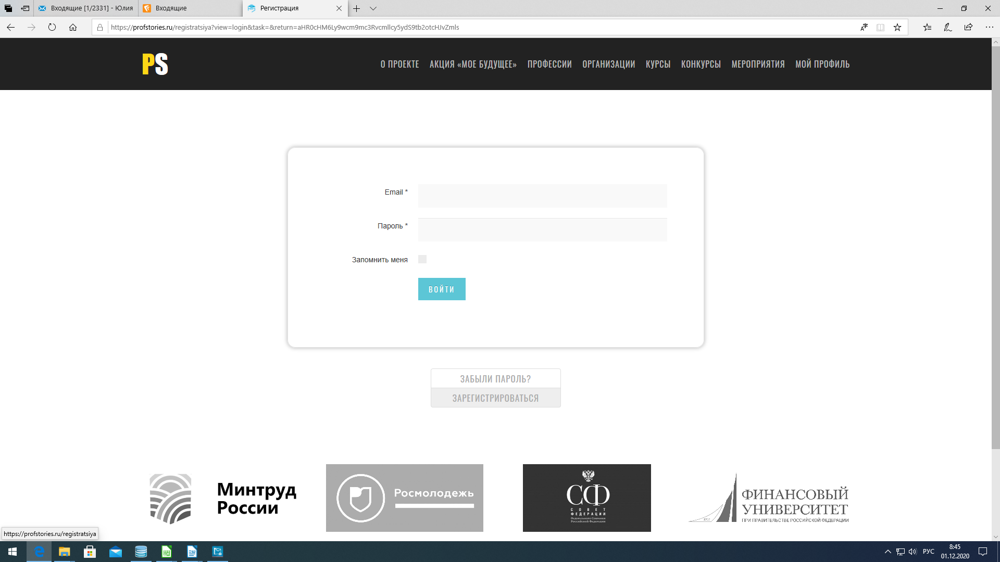 Входящие [1/2331] - Юлия
Входящие
Регистрация
https://profstories.ru/registratsiya?view=login&task=&return=aHR0cHM6Ly9wcm9mc3Rvcmllcy5ydS9tb2otcHJvZmls
PS
О ПРОЕКТЕ
АКЦИЯ «МОЕ БУДУЩЕЕ»
ПРОФЕССИИ
ОРГАНИЗАЦИИ
КУРСЫ
КОНКУРСЫ
МЕРОПРИЯТИЯ
МОЙ ПРОФИЛЬ
Email *
Пароль *
Запомнить меня
ВОЙТИ
ЗАБЫЛИ ПАРОЛЬ?
ЗАРЕГИСТРИРОВАТЬСЯ
Минтруд
России
Росмолодежь
СФ
СОВЕТ
ФЕДЕРАЦИИ
Федерального Собрания
Российской Федерации
1919
ФИНАНСОВЫЙ
УНИВЕРСИТЕТ
ПРИ ПРАВИТЕЛЬСТВЕ РОССИЙСКОЙ ФЕДЕРАЦИИ
https://profstories.ru/registratsiya
РУС
8:45
01.12.2020